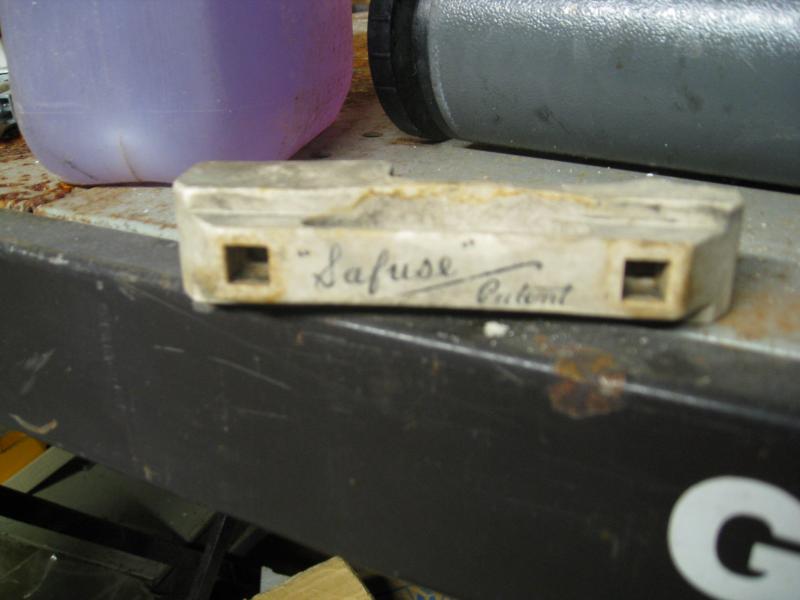 "Safuse"
Patent
G